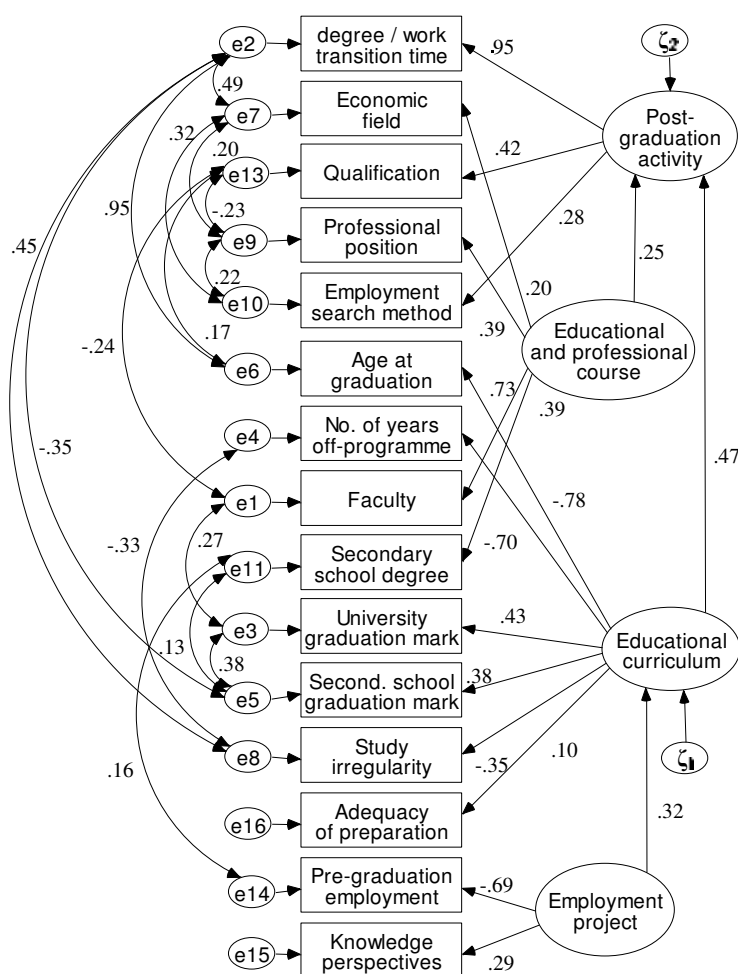 e2
degree / work
transition time
.95
ζ2
.49
e7
Economic
field
Post-
graduation
activity
.32
.20
e13
Qualification
.42
.95
-.23
e9
Professional
position
.28
.45
.22
e10
Employment
search method
.20
.25
.17
.39
Educational
and professional
course
-.24
e6
Age at
graduation
.73
.39
-.35
e4
No. of years
off-programme
.47
e1
Faculty
-.78
-.33
.27
e11
Secondary
school degree
-.70
e3
University
graduation mark
.43
Educational
curriculum
.13
.38
e5
Second. school
graduation mark
.38
e8
Study
irregularity
-.35
.10
ζ1
.16
e16
Adequacy
of preparation
.32
e14
Pre-graduation
employment
-.69
Employment
project
e15
Knowledge
perspectives
.29